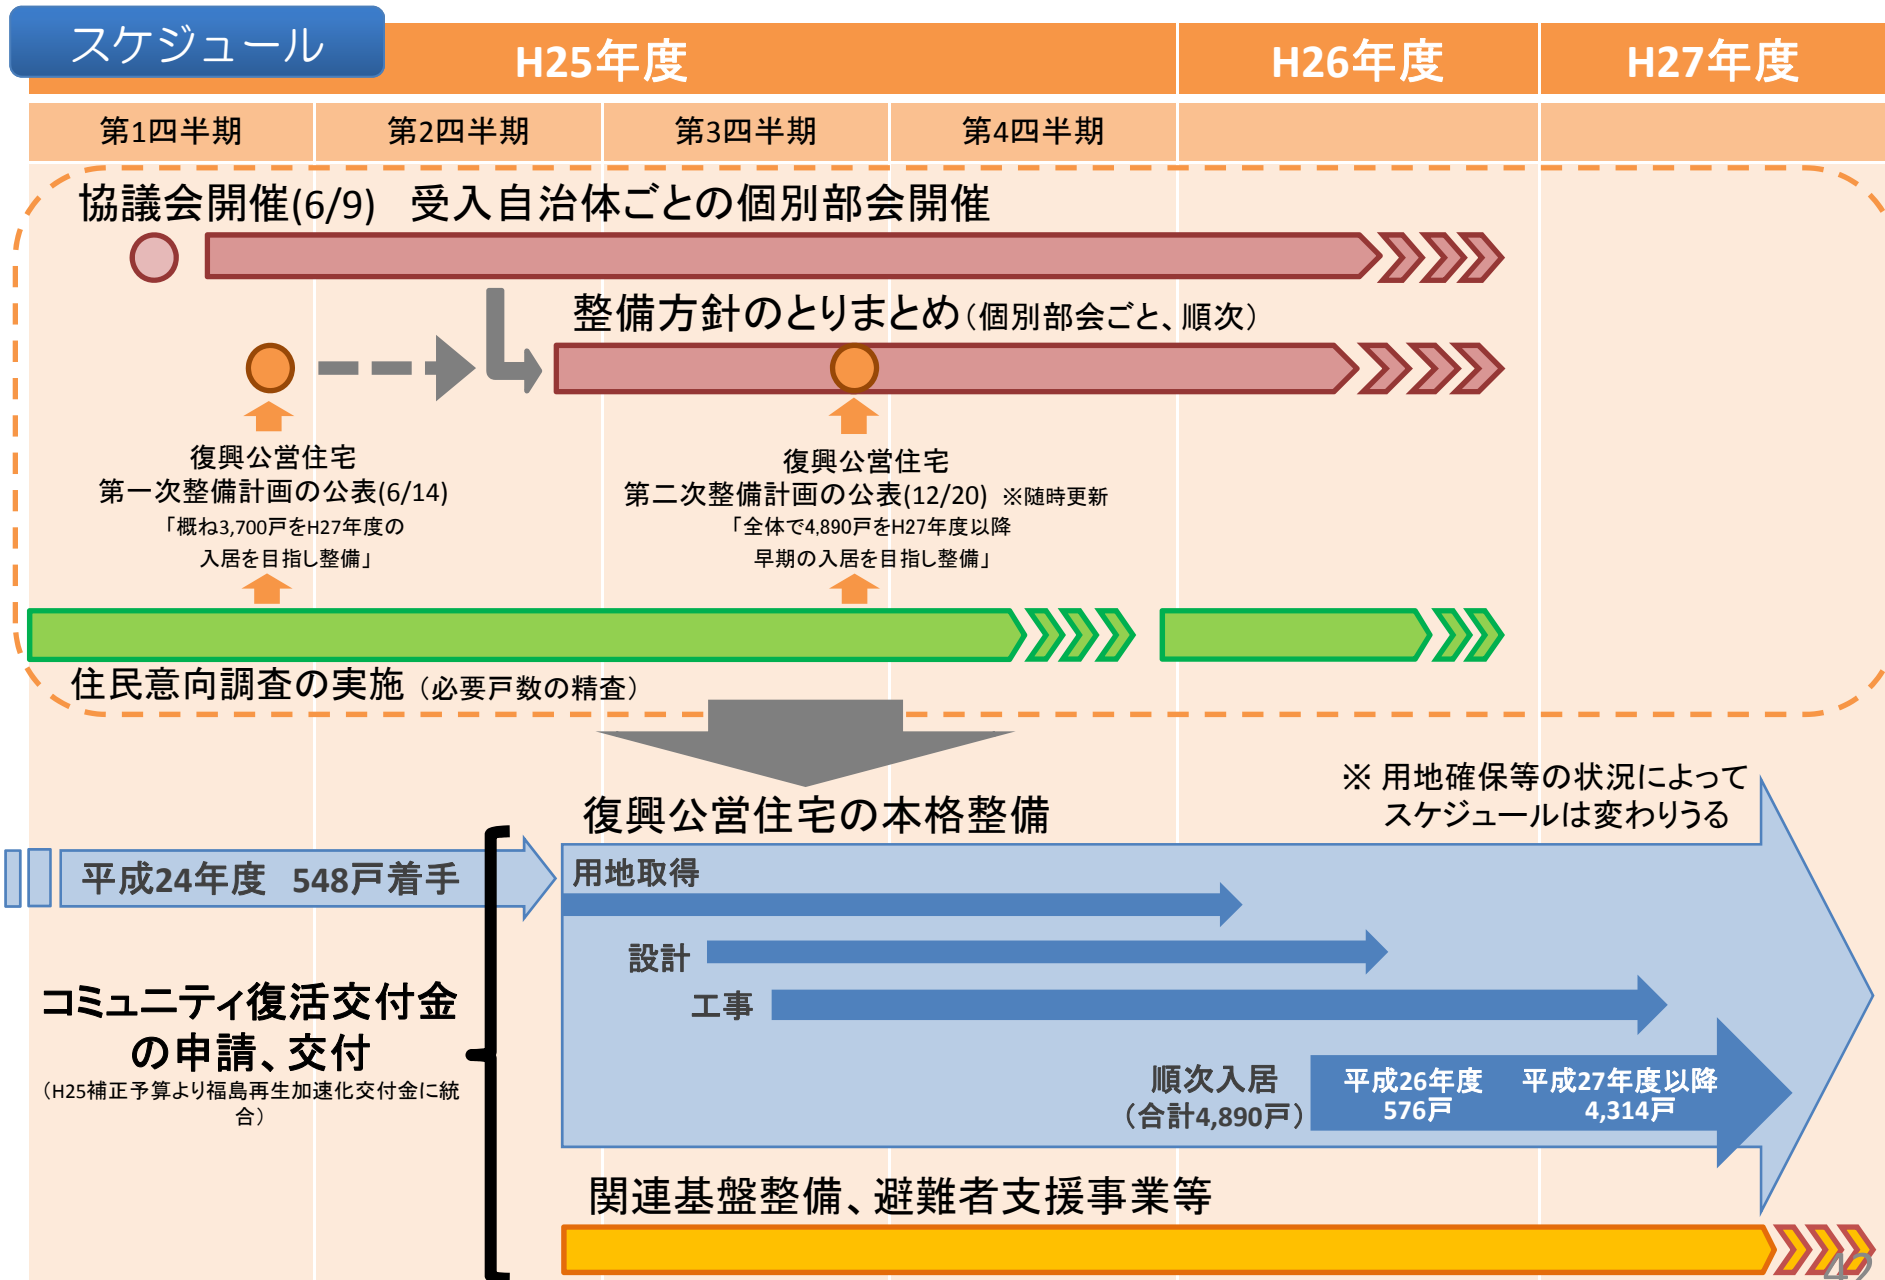 スケジュール
H25年度
H26年度
H27年度
第1四半期
第2四半期
第3四半期
第4四半期
協議会開催(6/9)　受入自治体ごとの個別部会開催
整備方針のとりまとめ（個別部会ごと、順次）
復興公営住宅
第一次整備計画の公表(6/14)
「概ね3,700戸をH27年度の
入居を目指し整備」
復興公営住宅
第二次整備計画の公表(12/20) ※随時更新
「全体で4,890戸をH27年度以降
早期の入居を目指し整備」
住民意向調査の実施（必要戸数の精査）
※ 用地確保等の状況によって
スケジュールは変わりうる
復興公営住宅の本格整備
平成24年度　548戸着手
用地取得
設計
工事
コミュニティ復活交付金
の申請、交付
（H25補正予算より福島再生加速化交付金に統
合）
順次入居
（合計4,890戸）
平成26年度
576戸
平成27年度以降
4,314戸
関連基盤整備、避難者支援事業等
42